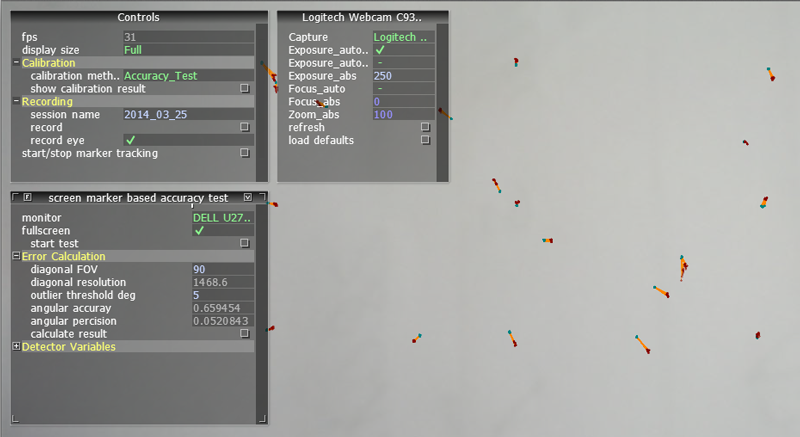 Controls
fps 31
display size Full
Calibration
calibration meth.. Accuracy_Test
show calibration result
Recording
session name 2014_03_25
record
record eye
start/stop marker tracking
Logitech Webcam C93..
Capture Logitech ..
Exposure_auto..
Exposure_auto.. -
Exposure_abs 250
Focus_auto -
Focus_abs 0
Zoom_abs 100
refresh
load defaults
screen marker based accuracy test
monitor DELL U27..
fullscreen
start test
Error Calculation
diagonal FOV 90
diagonal resolution 1468.6
outlier threshold deg 5
angular accuray 0.659454
angular percision 0.0520843
calculate result
Detector Variables